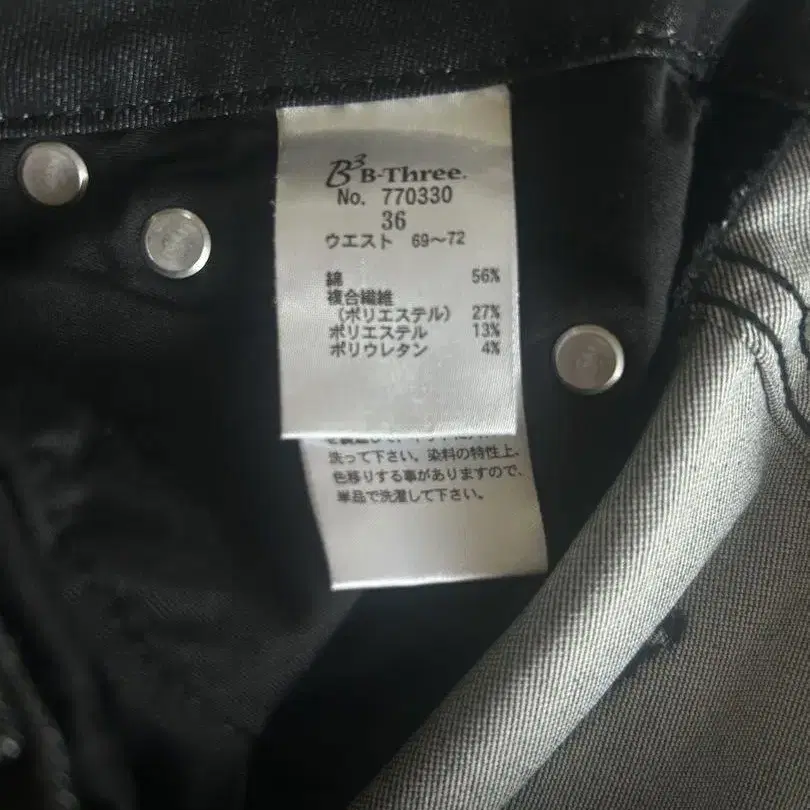 B³ B-Three.
No. 770330
36
ウエスト 69〜72
綿 56%
複合繊維
(ポリエステル) 27%
ポリエステル 13%
ポリウレタン 4%
洗って下さい。染料の特性上、
色移りする事がありますので、
単品で洗濯して下さい。